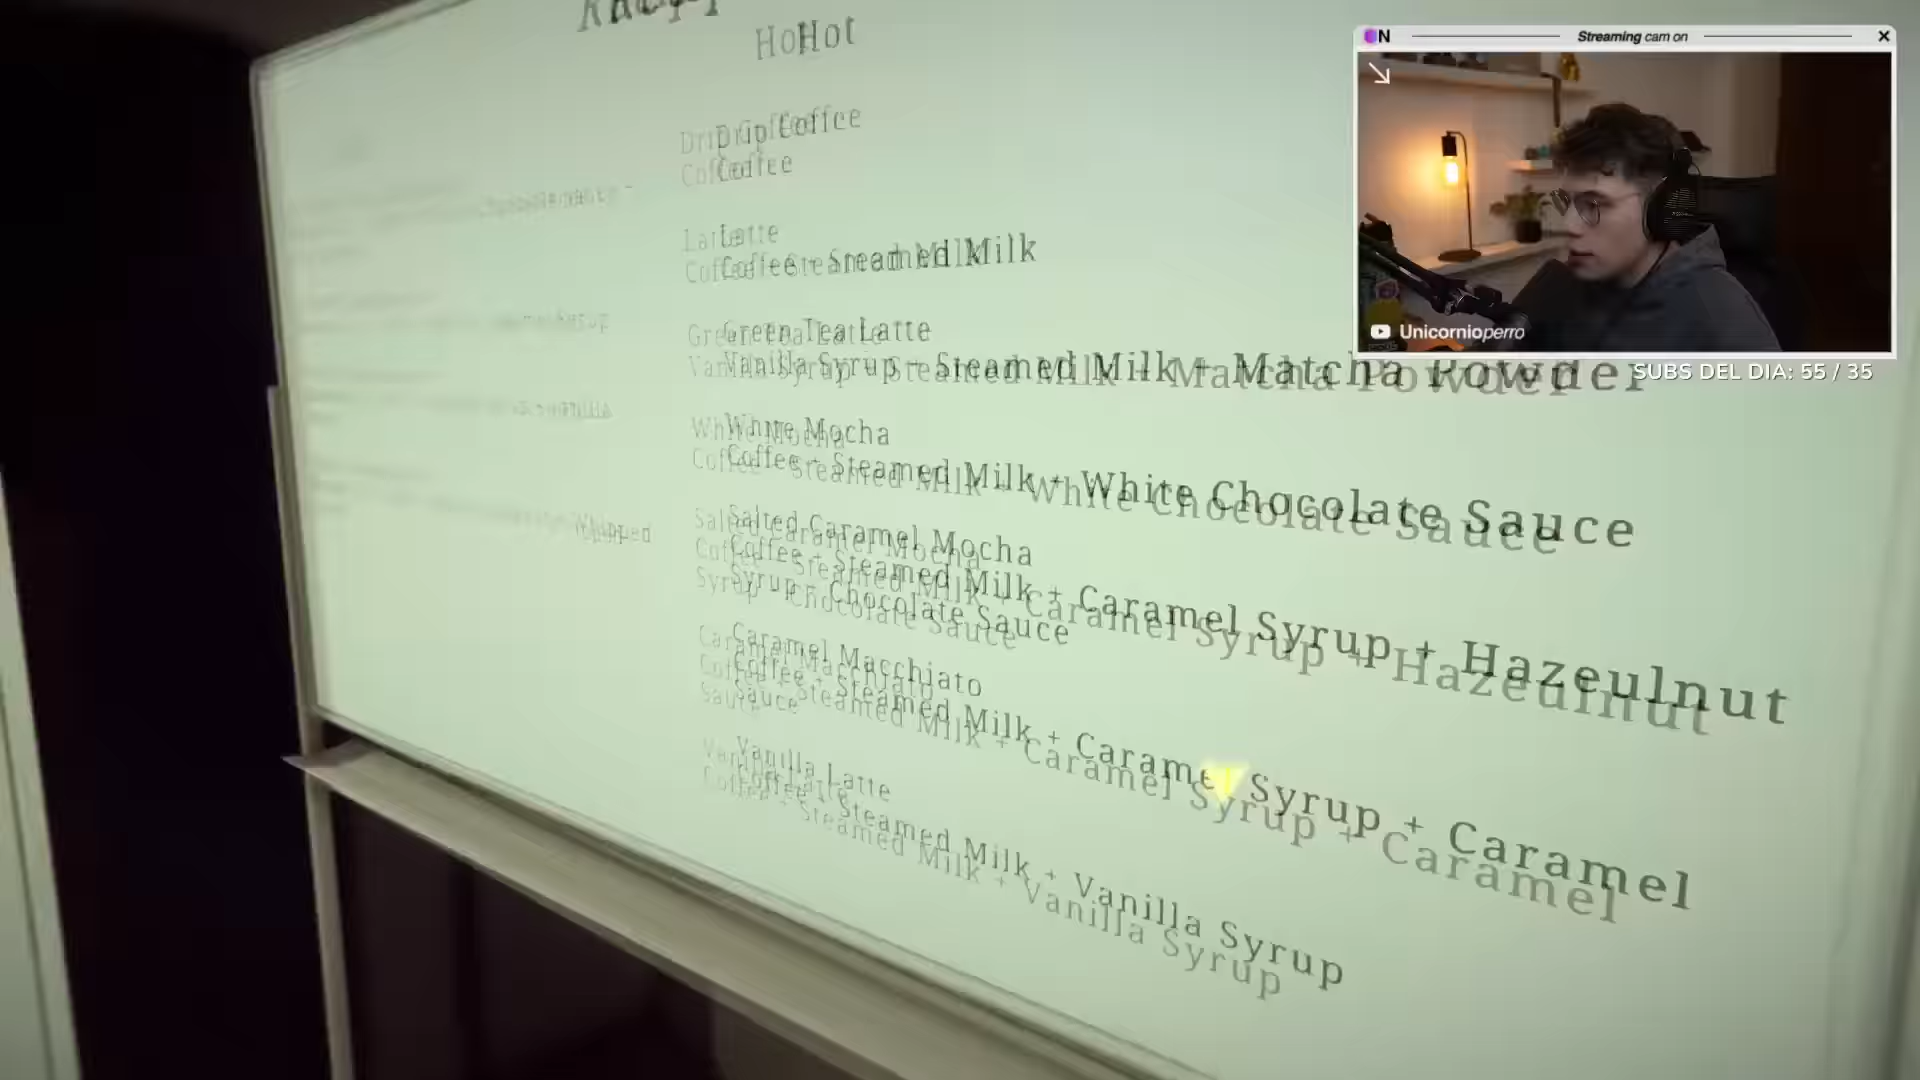 Hot
Drip Coffee
Coffee
Latte
Coffee + Steamed Milk
Green Tea Latte
Vanilla Syrup + Steamed Milk + Matcha Powder
White Mocha
Coffee + Steamed Milk + White Chocolate Sauce
Salted Caramel Mocha
Coffee + Steamed Milk + Caramel Syrup + Hazeulnut
Syrup + Chocolate Sauce
Caramel Macchiato
Coffee + Steamed Milk + Caramel Syrup + Caramel
Sauce
Vanilla Latte
Coffee + Steamed Milk + Vanilla Syrup
Whipped
ON
Streaming cam on
Unicornioperro
SUBS DEL DIA: 55 / 35